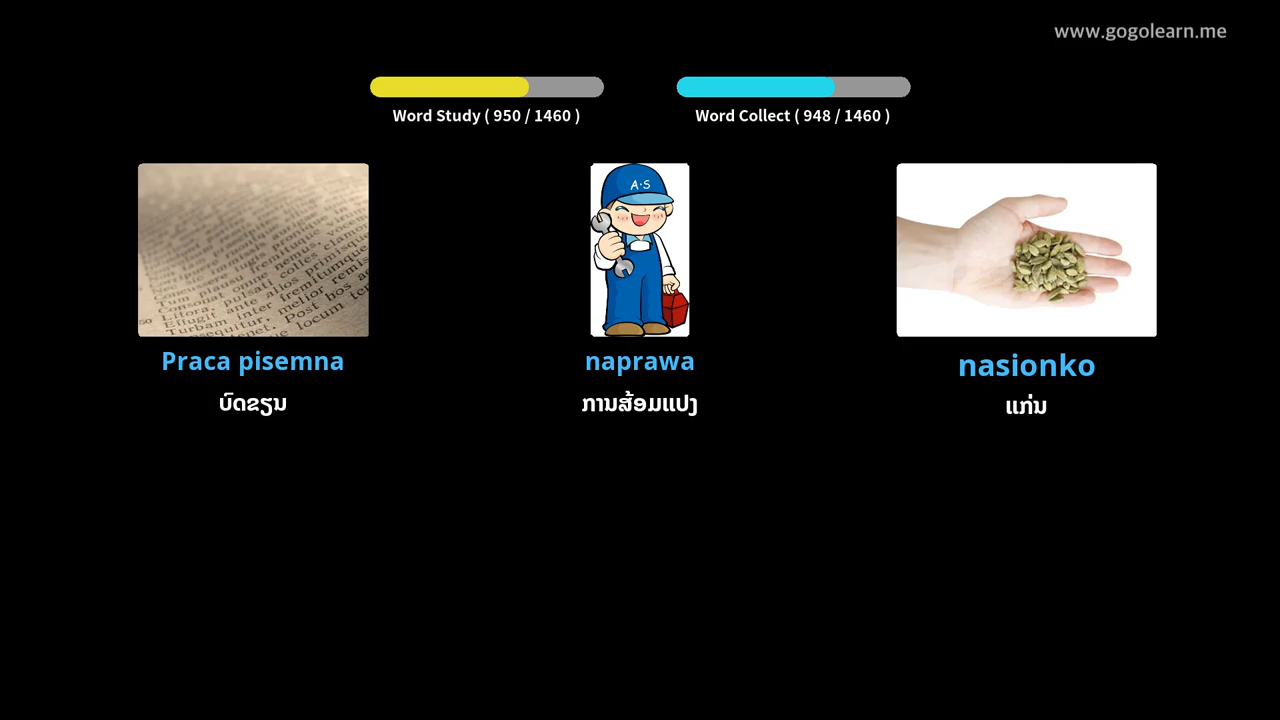 www.gogolearn.me
Word Study ( 950 / 1460 )
Word Collect ( 948 / 1460 )
A·S
Praca pisemna
naprawa
nasionko
ບົດຂຽນ
ການສ້ອມແປງ
ແກ່ນ